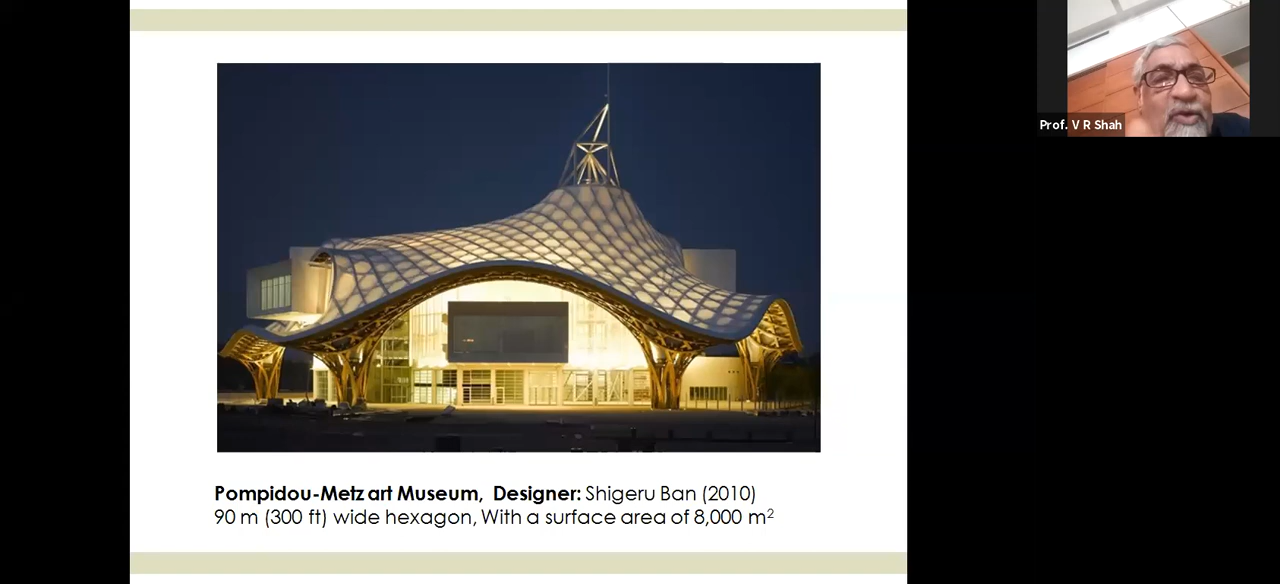 Prof. V R Shah
Pompidou-Metz art Museum, Designer: Shigeru Ban (2010)
90 m (300 ft) wide hexagon, With a surface area of 8,000 m²